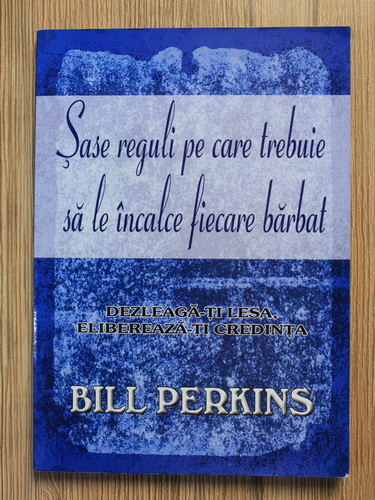 Șase reguli pe care trebuie
să le încalce fiecare bărbat
DEZLEAGĂ-ȚI LESA,
ELIBEREAZĂ-ȚI CREDINȚA
BILL PERKINS